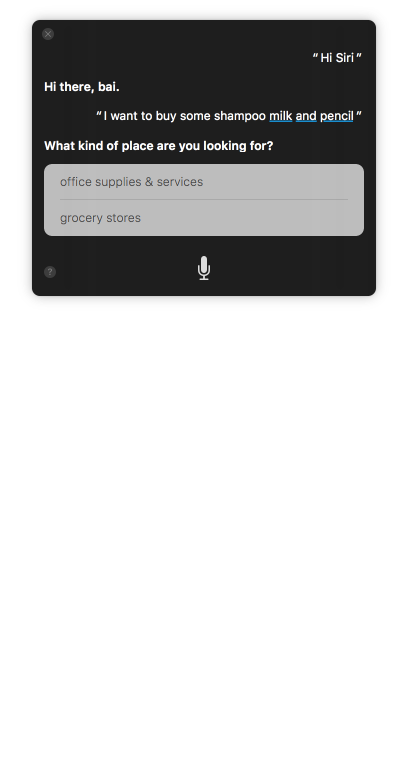 “Hi Siri”
Hi there, bai.
“I want to buy some shampoo milk and pencil”
What kind of place are you looking for?
office supplies & services
grocery stores
?